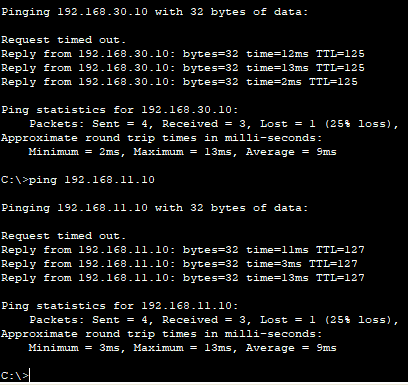 Pinging 192.168.30.10 with 32 bytes of data:
Request timed out.
Reply from 192.168.30.10: bytes=32 time=12ms TTL=125
Reply from 192.168.30.10: bytes=32 time=13ms TTL=125
Reply from 192.168.30.10: bytes=32 time=2ms TTL=125
Ping statistics for 192.168.30.10:
Packets: Sent = 4, Received = 3, Lost = 1 (25% loss),
Approximate round trip times in milli-seconds:
Minimum = 2ms, Maximum = 13ms, Average = 9ms
C:\>ping 192.168.11.10
Pinging 192.168.11.10 with 32 bytes of data:
Request timed out.
Reply from 192.168.11.10: bytes=32 time=11ms TTL=127
Reply from 192.168.11.10: bytes=32 time=3ms TTL=127
Reply from 192.168.11.10: bytes=32 time=13ms TTL=127
Ping statistics for 192.168.11.10:
Packets: Sent = 4, Received = 3, Lost = 1 (25% loss),
Approximate round trip times in milli-seconds:
Minimum = 3ms, Maximum = 13ms, Average = 9ms
C:\>